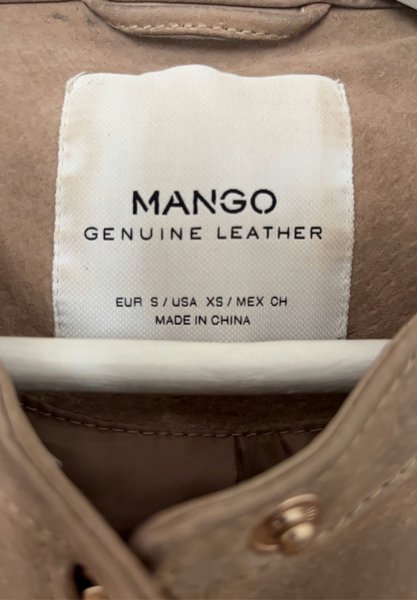 MANGO
GENUINE LEATHER
EUR S / USA XS / MEX CH
MADE IN CHINA